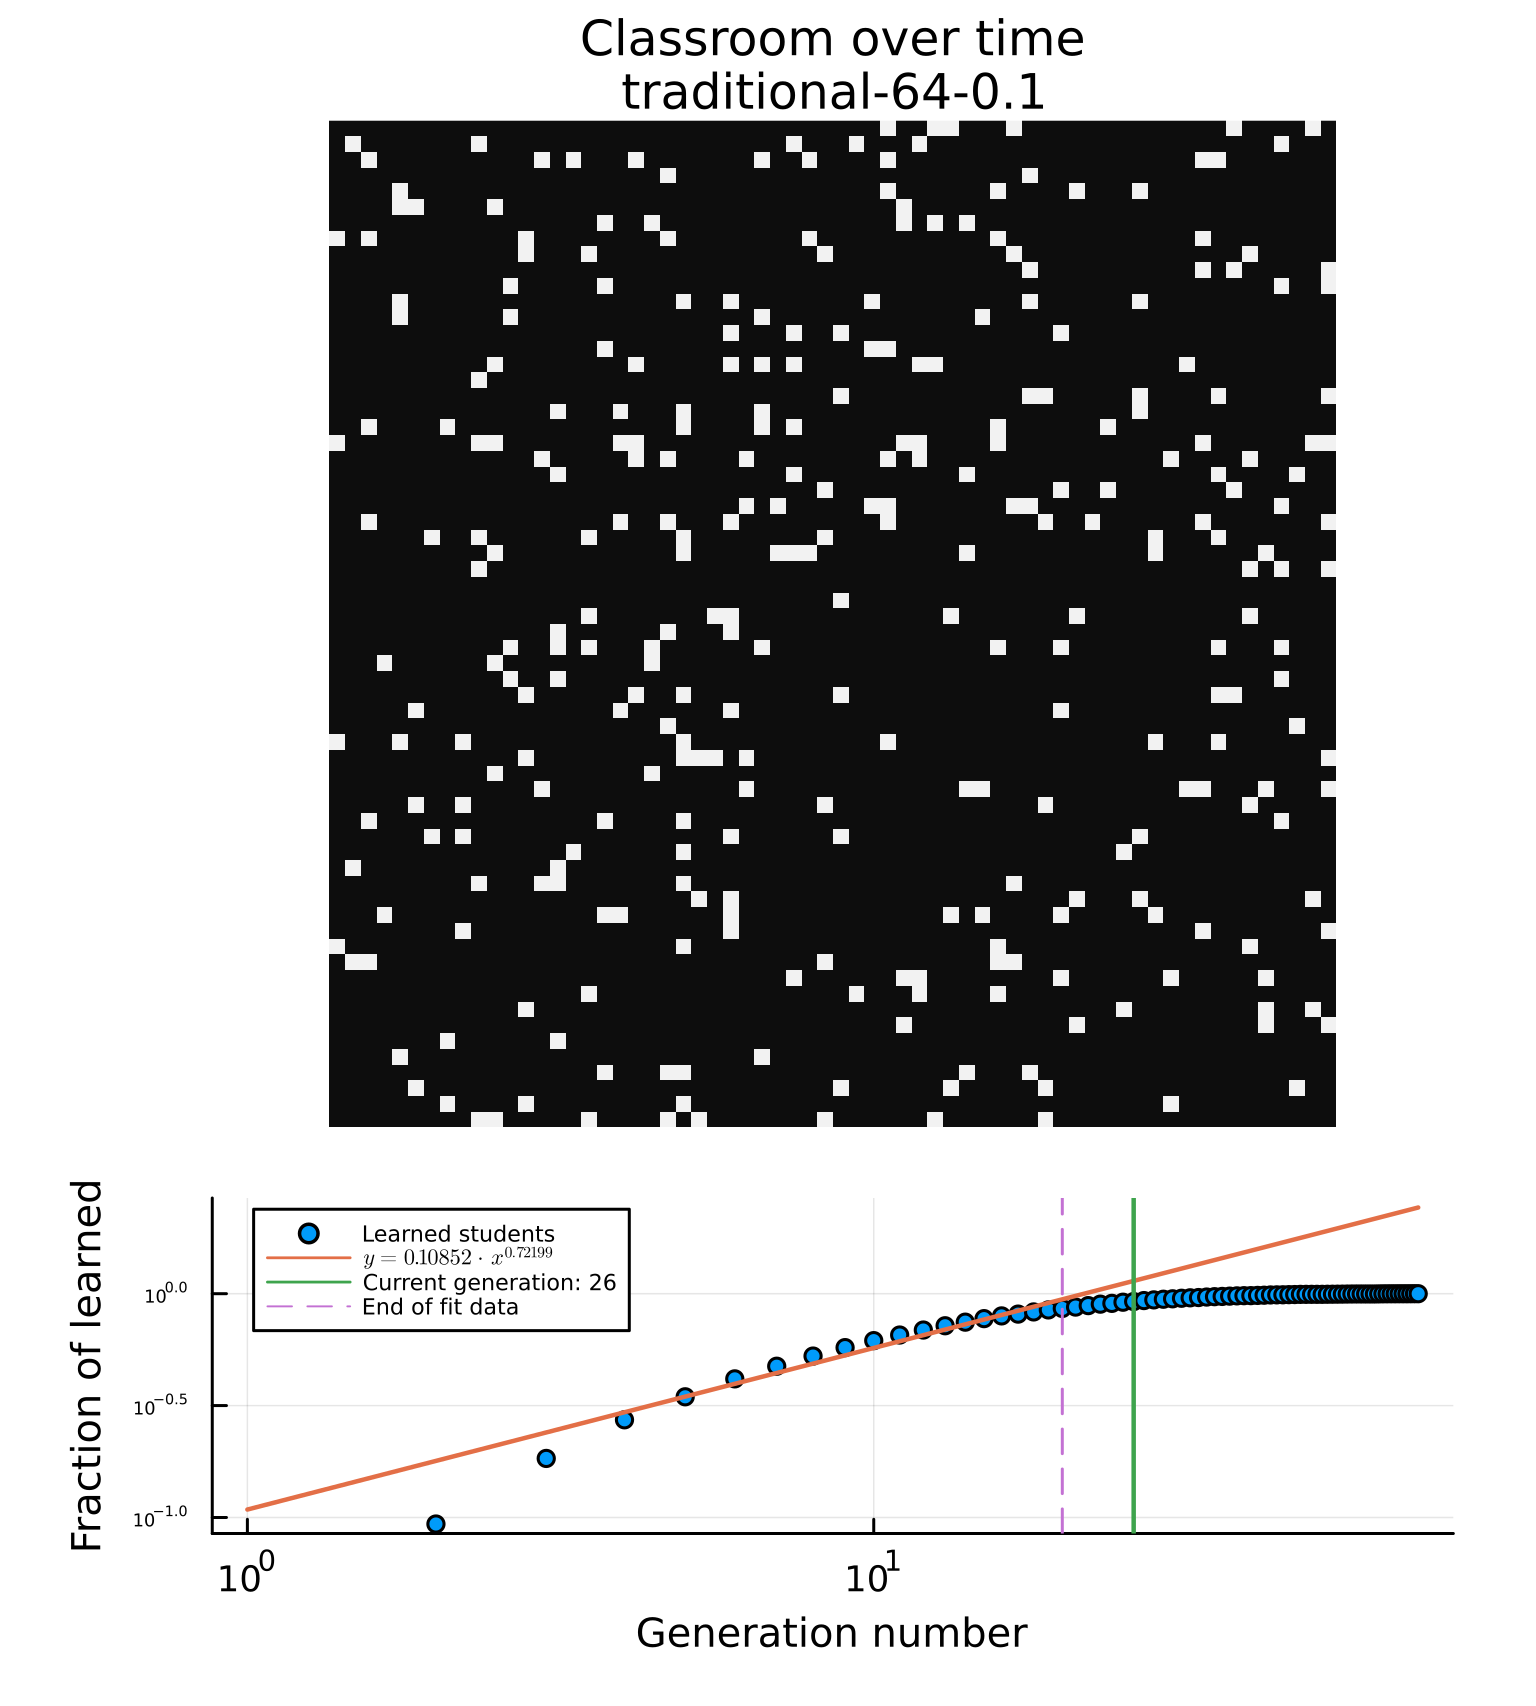 Classroom over time
traditional-64-0.1
Fraction of learned
Learned students
y = 0.10852 · x^0.72199
Current generation: 26
End of fit data
10^0.0
10^−0.5
10^−1.0
10^0
10^1
Generation number